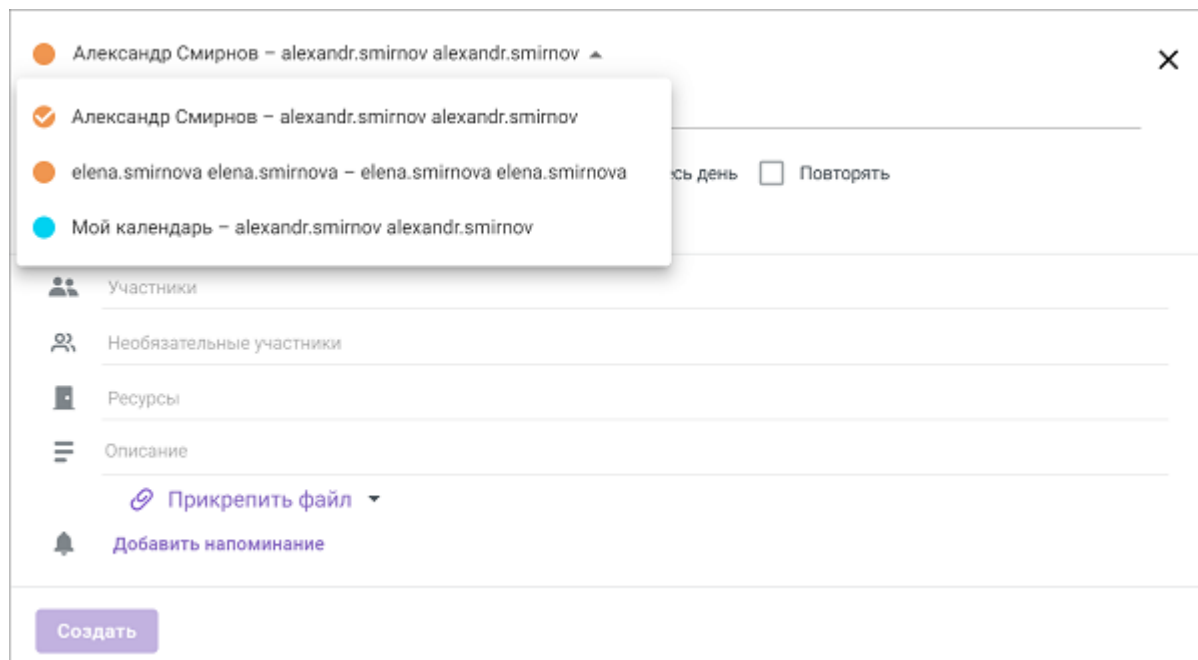 Александр Смирнов – alexandr.smirnov alexandr.smirnov
Александр Смирнов – alexandr.smirnov alexandr.smirnov
elena.smirnova elena.smirnova – elena.smirnova elena.smirnova
день Повторять
Мой календарь – alexandr.smirnov alexandr.smirnov
Участники
Необязательные участники
Ресурсы
Описание
Прикрепить файл
Добавить напоминание
Создать